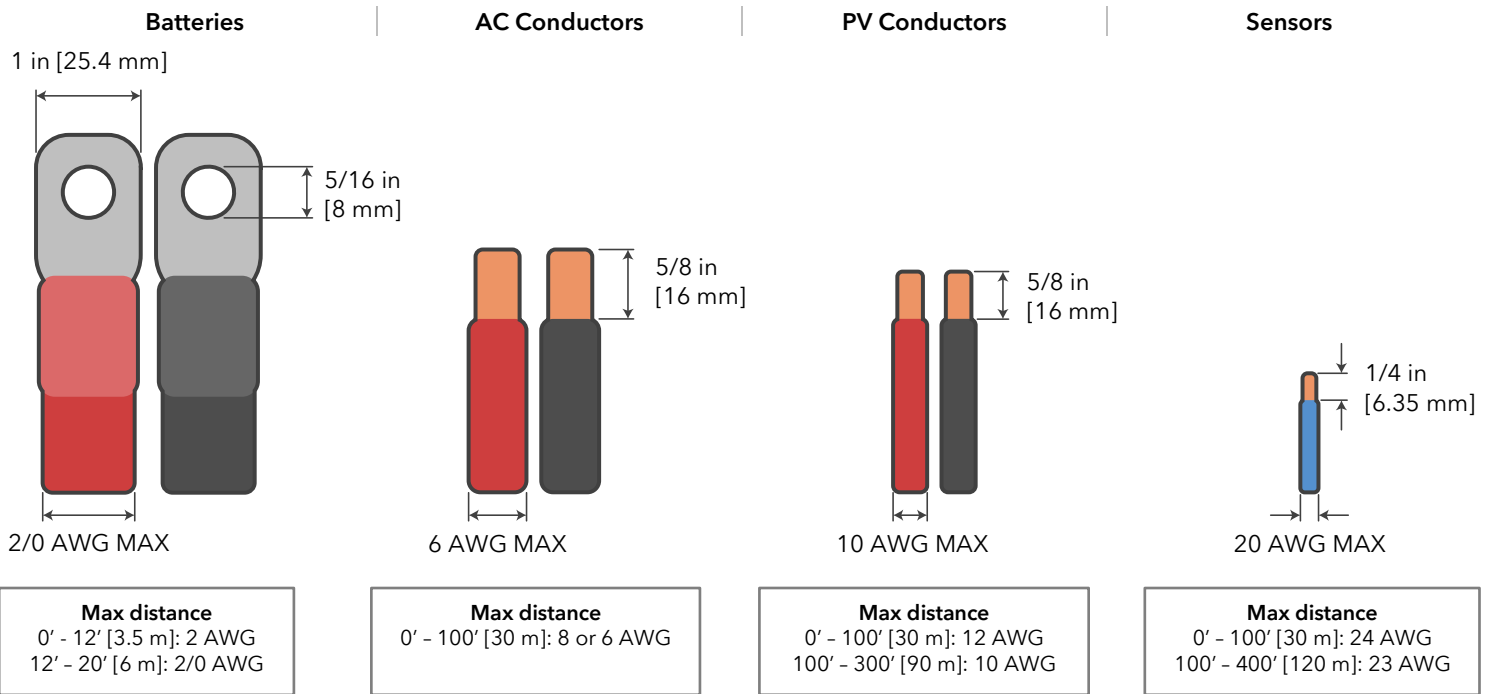 Batteries
AC Conductors
PV Conductors
Sensors
1 in [25.4 mm]
5/16 in
[8 mm]
5/8 in
[16 mm]
5/8 in
[16 mm]
1/4 in
[6.35 mm]
2/0 AWG MAX
6 AWG MAX
10 AWG MAX
20 AWG MAX
Max distance
0′ - 12′ [3.5 m]: 2 AWG
12′ – 20′ [6 m]: 2/0 AWG
Max distance
0′ – 100′ [30 m]: 8 or 6 AWG
Max distance
0′ – 100′ [30 m]: 12 AWG
100′ – 300′ [90 m]: 10 AWG
Max distance
0′ – 100′ [30 m]: 24 AWG
100′ – 400′ [120 m]: 23 AWG